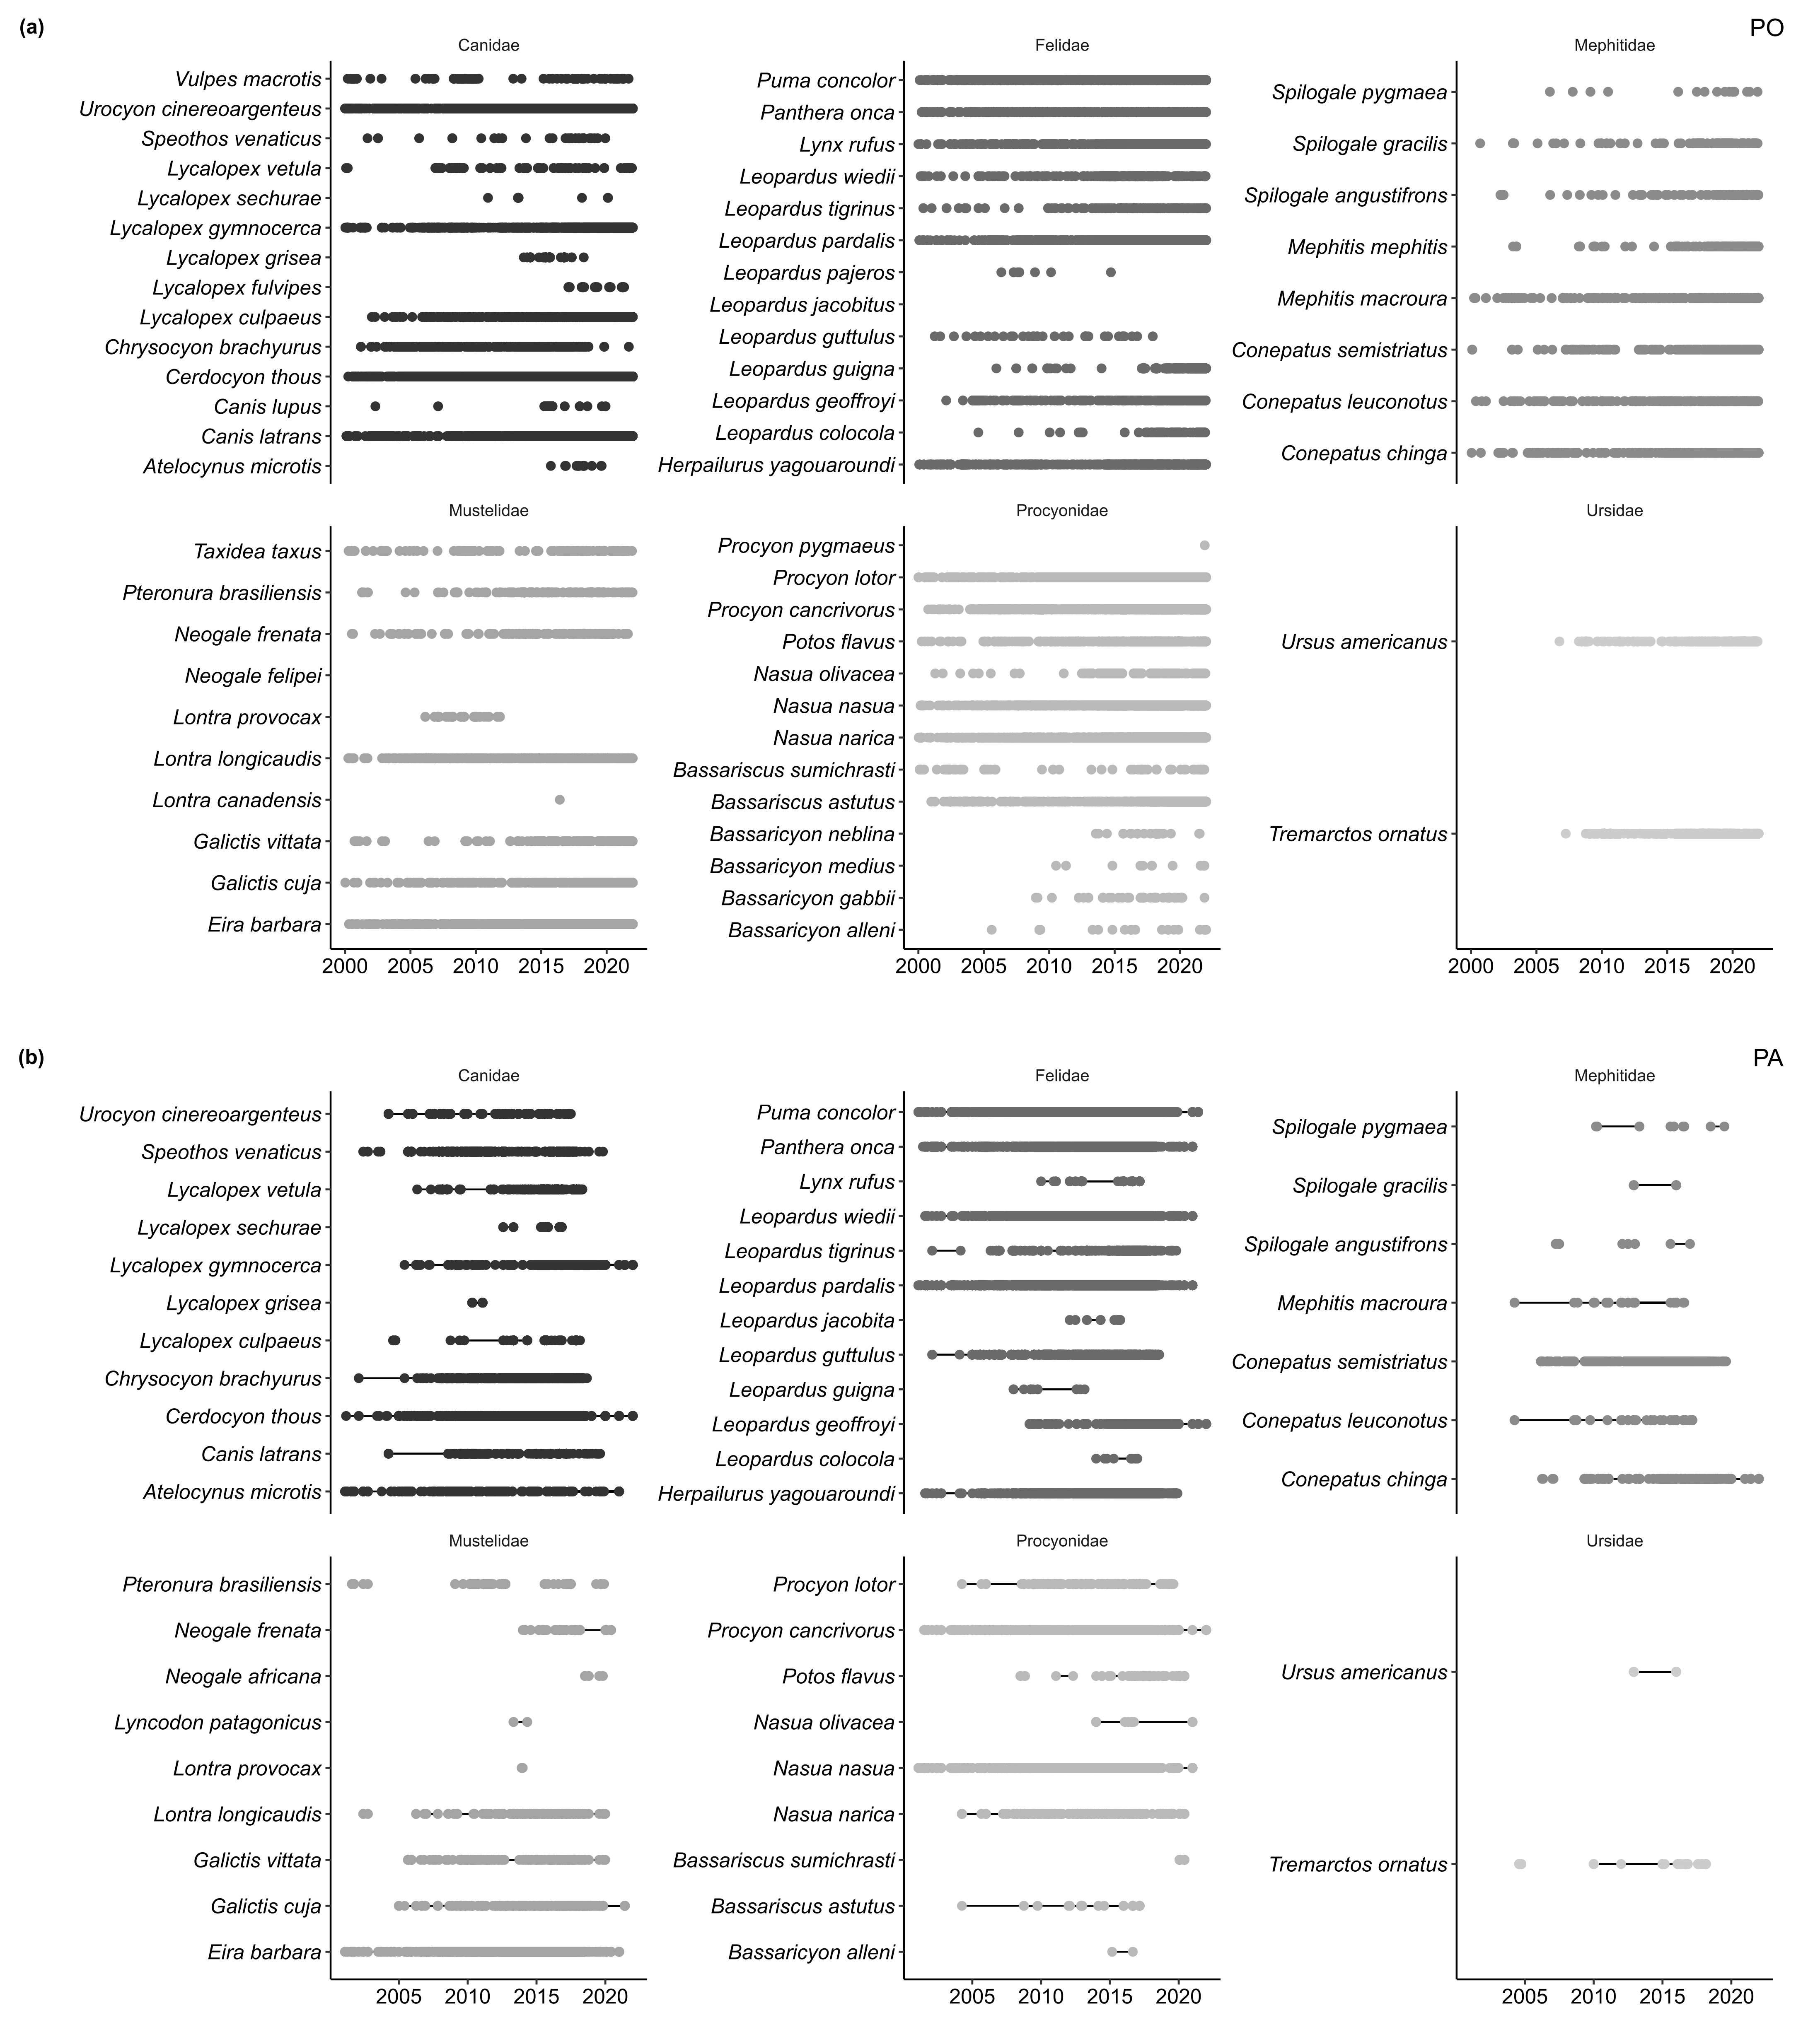 (a)
PO
Canidae
Vulpes macrotis
Urocyon cinereoargenteus
Speothos venaticus
Lycalopex vetula
Lycalopex sechurae
Lycalopex gymnocerca
Lycalopex grisea
Lycalopex fulvipes
Lycalopex culpaeus
Chrysocyon brachyurus
Cerdocyon thous
Canis lupus
Canis latrans
Atelocynus microtis
Felidae
Puma concolor
Panthera onca
Lynx rufus
Leopardus wiedii
Leopardus tigrinus
Leopardus pardalis
Leopardus pajeros
Leopardus jacobitus
Leopardus guttulus
Leopardus guigna
Leopardus geoffroyi
Leopardus colocola
Herpailurus yagouaroundi
Mephitidae
Spilogale pygmaea
Spilogale gracilis
Spilogale angustifrons
Mephitis mephitis
Mephitis macroura
Conepatus semistriatus
Conepatus leuconotus
Conepatus chinga
Mustelidae
Taxidea taxus
Pteronura brasiliensis
Neogale frenata
Neogale felipei
Lontra provocax
Lontra longicaudis
Lontra canadensis
Galictis vittata
Galictis cuja
Eira barbara
2000 2005 2010 2015 2020
Procyonidae
Procyon pygmaeus
Procyon lotor
Procyon cancrivorus
Potos flavus
Nasua olivacea
Nasua nasua
Nasua narica
Bassariscus sumichrasti
Bassariscus astutus
Bassaricyon neblina
Bassaricyon medius
Bassaricyon gabbii
Bassaricyon alleni
2000 2005 2010 2015 2020
Ursidae
Ursus americanus
Tremarctos ornatus
2000 2005 2010 2015 2020
(b)
PA
Canidae
Urocyon cinereoargenteus
Speothos venaticus
Lycalopex vetula
Lycalopex sechurae
Lycalopex gymnocerca
Lycalopex grisea
Lycalopex culpaeus
Chrysocyon brachyurus
Cerdocyon thous
Canis latrans
Atelocynus microtis
Felidae
Puma concolor
Panthera onca
Lynx rufus
Leopardus wiedii
Leopardus tigrinus
Leopardus pardalis
Leopardus jacobita
Leopardus guttulus
Leopardus guigna
Leopardus geoffroyi
Leopardus colocola
Herpailurus yagouaroundi
Mephitidae
Spilogale pygmaea
Spilogale gracilis
Spilogale angustifrons
Mephitis macroura
Conepatus semistriatus
Conepatus leuconotus
Conepatus chinga
Mustelidae
Pteronura brasiliensis
Neogale frenata
Neogale africana
Lyncodon patagonicus
Lontra provocax
Lontra longicaudis
Galictis vittata
Galictis cuja
Eira barbara
2005 2010 2015 2020
Procyonidae
Procyon lotor
Procyon cancrivorus
Potos flavus
Nasua olivacea
Nasua nasua
Nasua narica
Bassariscus sumichrasti
Bassariscus astutus
Bassaricyon alleni
2005 2010 2015 2020
Ursidae
Ursus americanus
Tremarctos ornatus
2005 2010 2015 2020